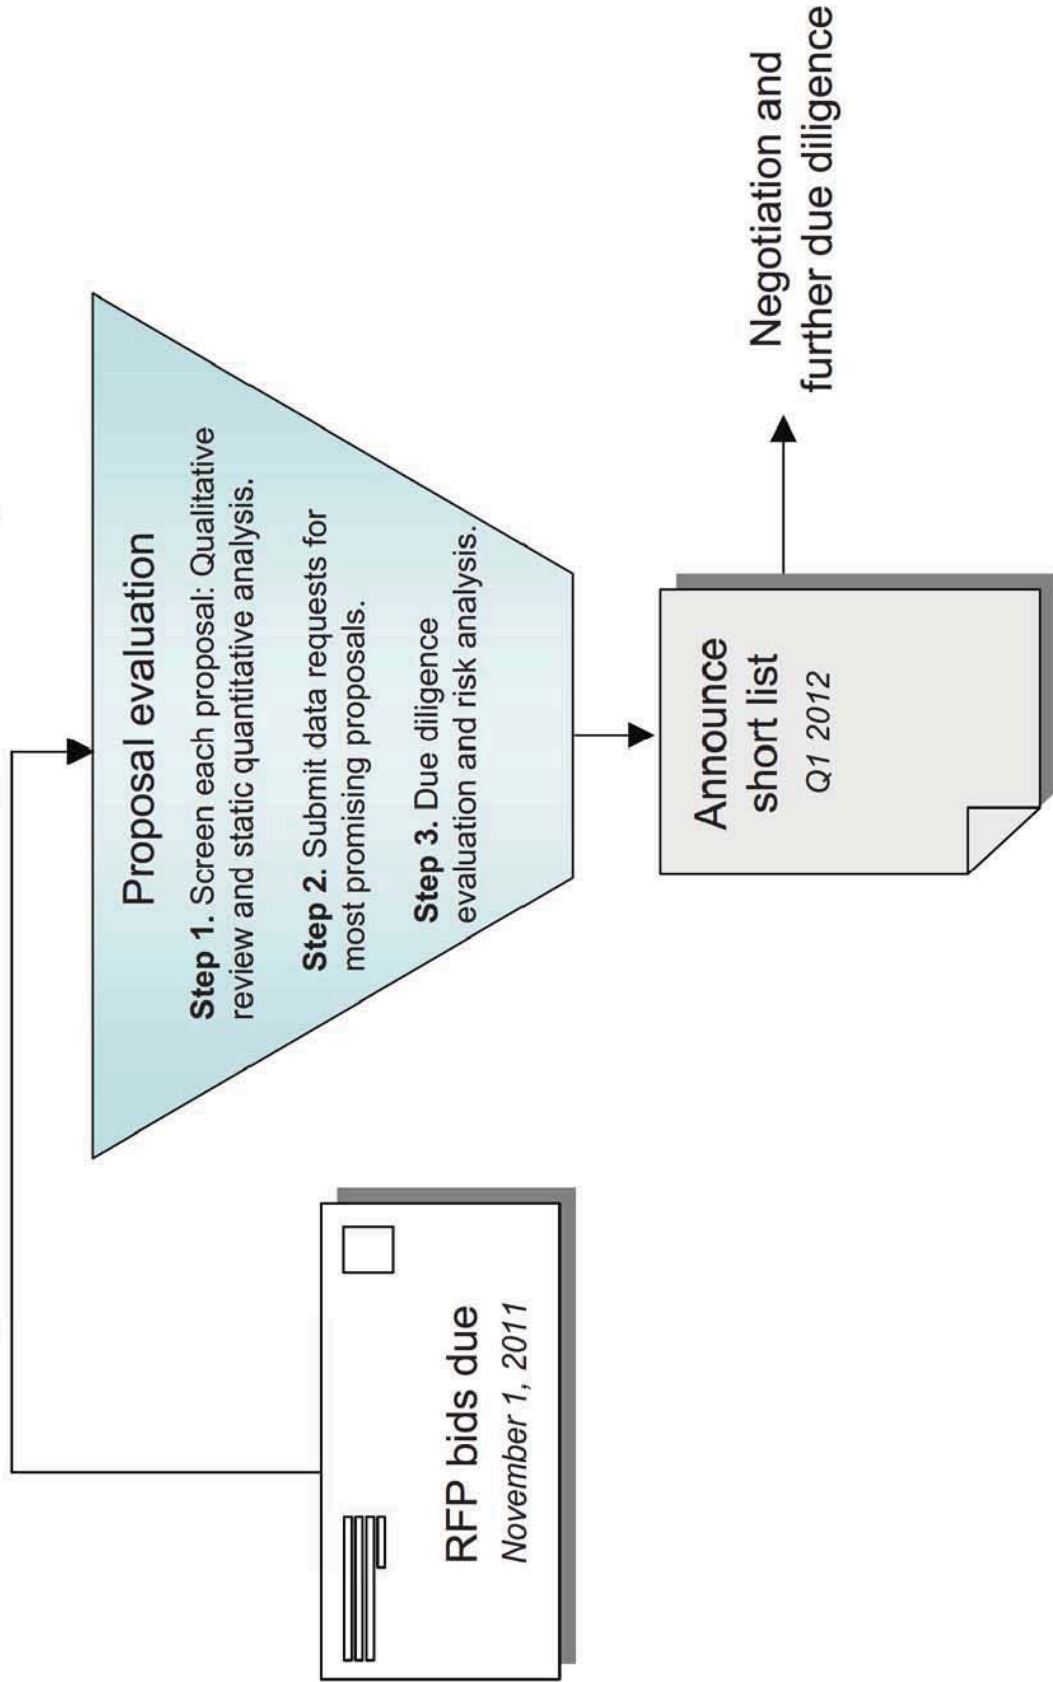 RFP bids due
November 1, 2011
Proposal evaluation
Step 1. Screen each proposal: Qualitative
review and static quantitative analysis.
Step 2. Submit data requests for
most promising proposals.
Step 3. Due diligence
evaluation and risk analysis.
Announce
short list
Q1 2012
Negotiation and
further due diligence